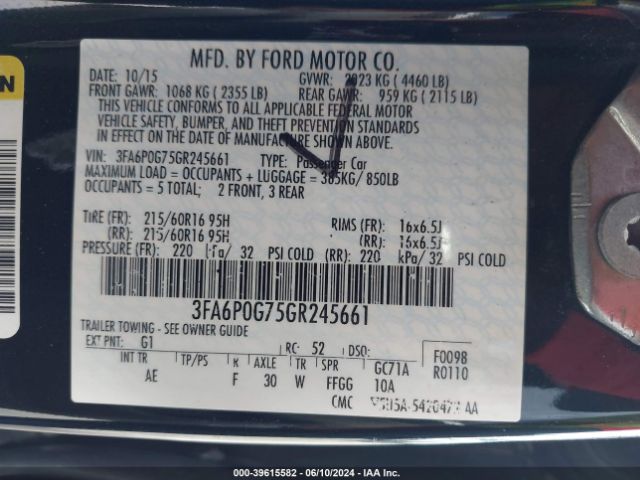 MFD. BY FORD MOTOR CO.
DATE: 10/15 GVWR: 2023 KG ( 4460 LB)
FRONT GAWR: 1068 KG ( 2355 LB) REAR GAWR: 959 KG ( 2115 LB)
THIS VEHICLE CONFORMS TO ALL APPLICABLE FEDERAL MOTOR
VEHICLE SAFETY, BUMPER, AND THEFT PREVENTION STANDARDS
IN EFFECT ON THE DATE OF MANUFACTURE SHOWN ABOVE.
VIN: 3FA6P0G75GR245661 TYPE: Passenger Car
MAXIMUM LOAD = OCCUPANTS + LUGGAGE = 385KG/ 850LB
OCCUPANTS = 5 TOTAL; 2 FRONT, 3 REAR
TIRE (FR): 215/60R16 95H RIMS (FR): 16x6.5J
(RR): 215/60R16 95H (RR): 16x6.5J
PRESSURE (FR): 220 kPa/ 32 PSI COLD (RR): 220 kPa/ 32 PSI COLD
3FA6P0G75GR245661
TRAILER TOWING - SEE OWNER GUIDE
EXT PNT: G1 RC: 52 DSO: F0098
INT TR TP/PS R AXLE TR SPR GC71A R0110
AE F 30 W FFGG 10A
CMC AA
000-39615582 - 06/10/2024 - IAA Inc.